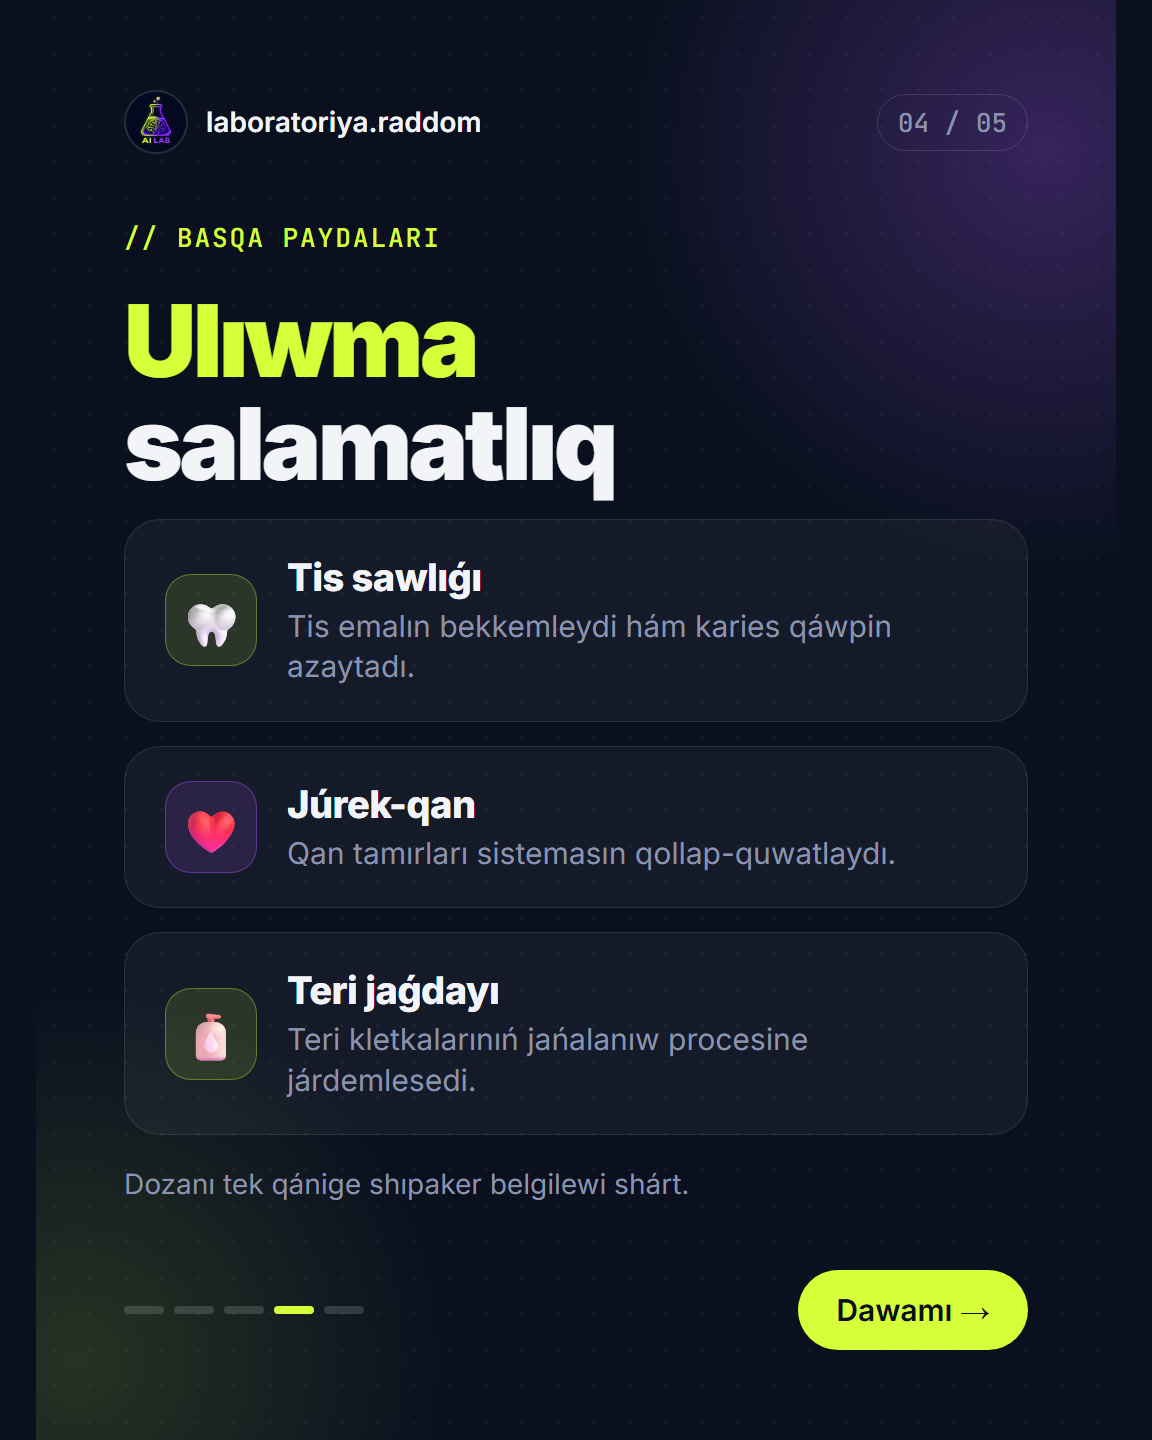 AI LAB
laboratoriya.raddom
04 / 05
// BASQA PAYDALARI
Ulıwma
salamatlıq
Tis sawlıǵı
Tis emalın bekkemleydi hám karies qáwpin
azaytadı.
Júrek-qan
Qan tamırları sistemasın qollap-quwatlaydı.
Teri jaǵdayı
Teri kletkalarınıń jańalanıw procesine
járdemlesedi.
Dozanı tek qánige shıpaker belgilewi shárt.
Dawamı →